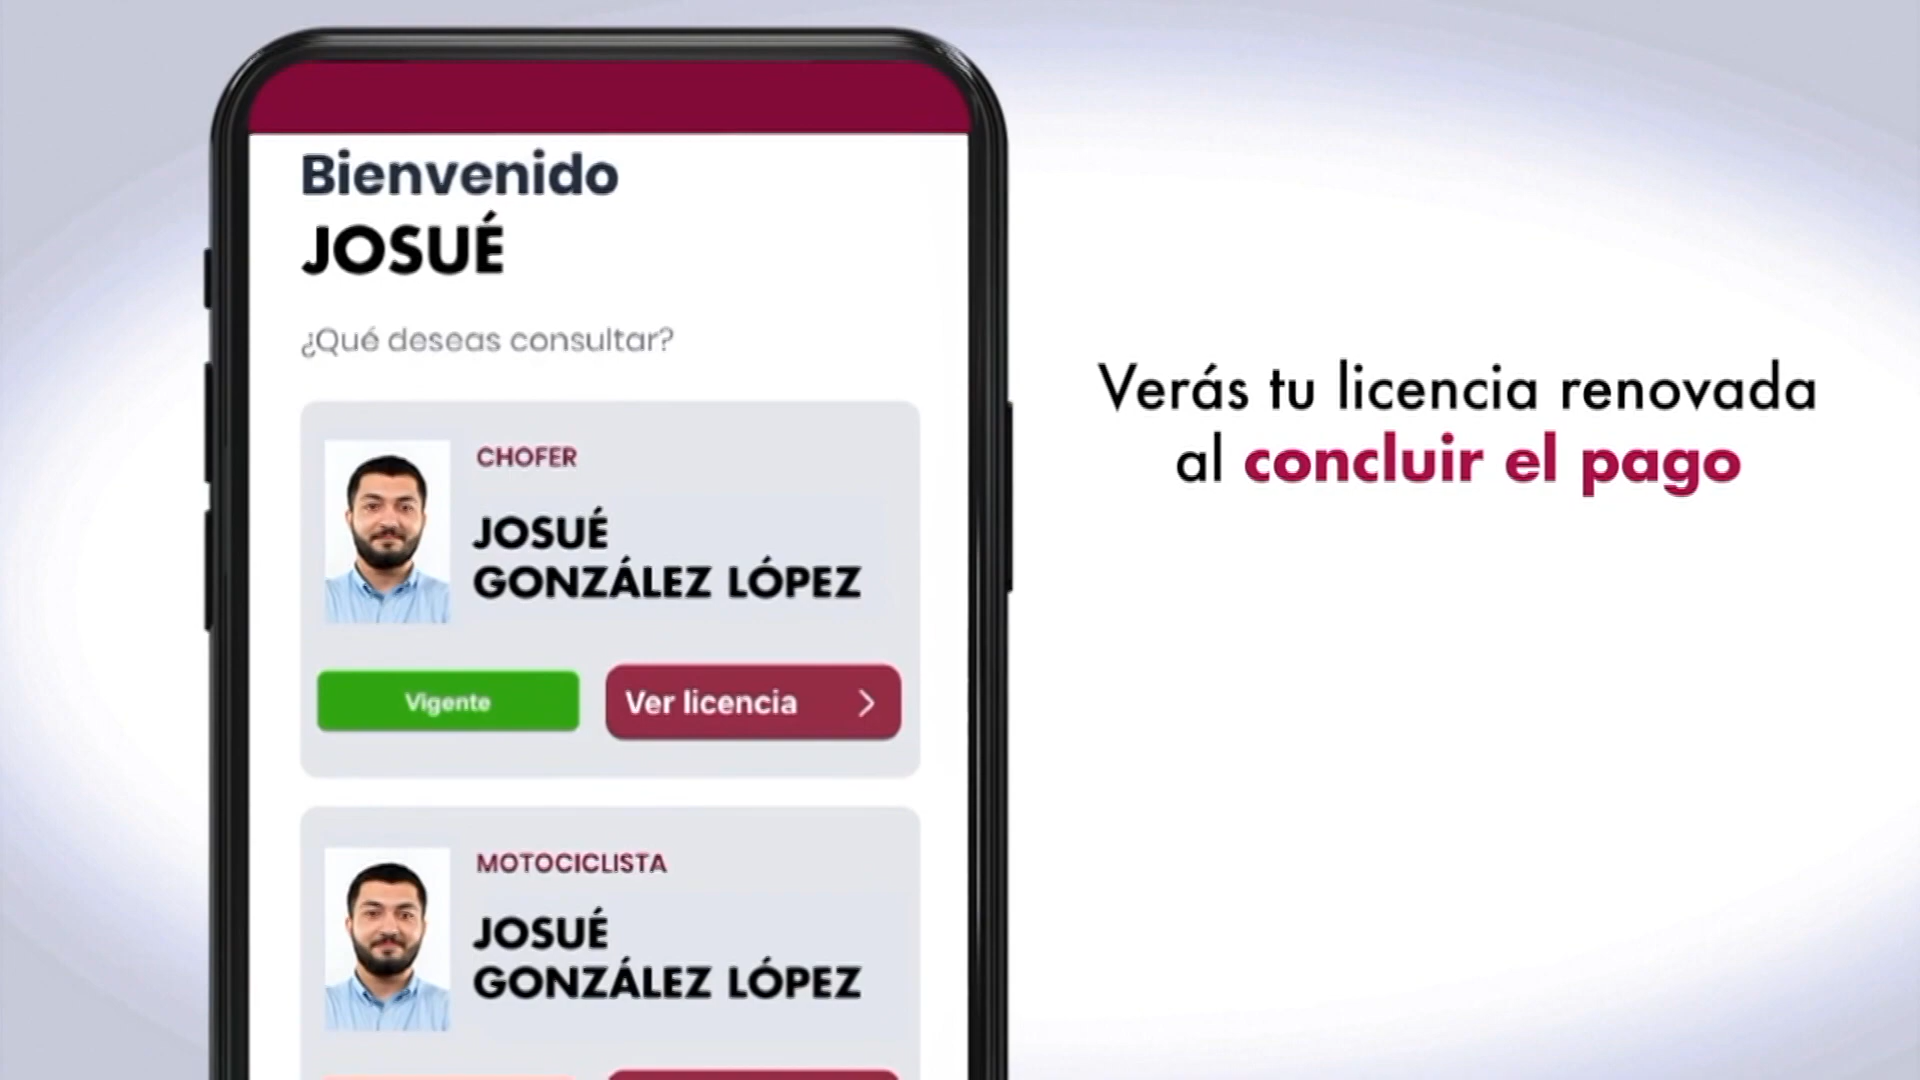 Bienvenido
JOSUÉ
¿Qué deseas consultar?
CHOFER
JOSUÉ
GONZÁLEZ LÓPEZ
Vigente
Ver licencia
MOTOCICLISTA
JOSUÉ
GONZÁLEZ LÓPEZ
Verás tu licencia renovada
al concluir el pago